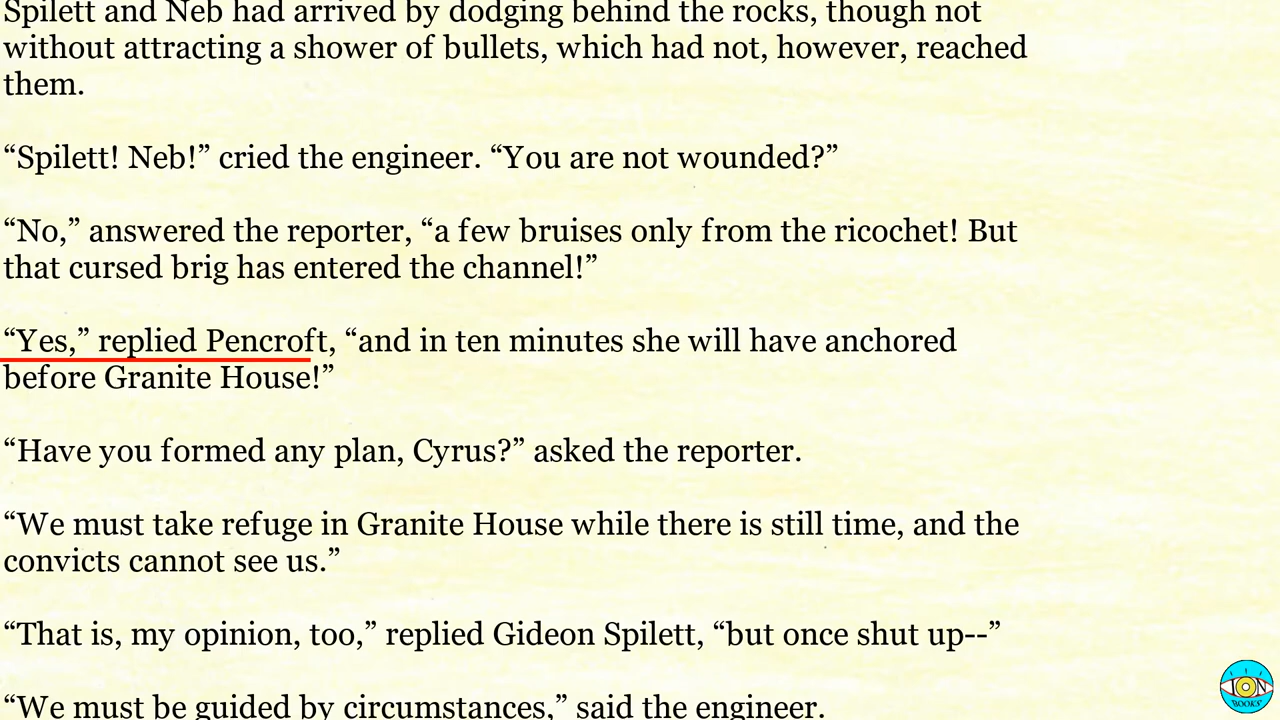 Spilett and Neb had arrived by dodging behind the rocks, though not
without attracting a shower of bullets, which had not, however, reached
them.
“Spilett! Neb!” cried the engineer. “You are not wounded?”
“No,” answered the reporter, “a few bruises only from the ricochet! But
that cursed brig has entered the channel!”
“Yes,” replied Pencroft, “and in ten minutes she will have anchored
before Granite House!”
“Have you formed any plan, Cyrus?” asked the reporter.
“We must take refuge in Granite House while there is still time, and the
convicts cannot see us.”
“That is, my opinion, too,” replied Gideon Spilett, “but once shut up--”
“We must be guided by circumstances,” said the engineer.
ION
BOOKS